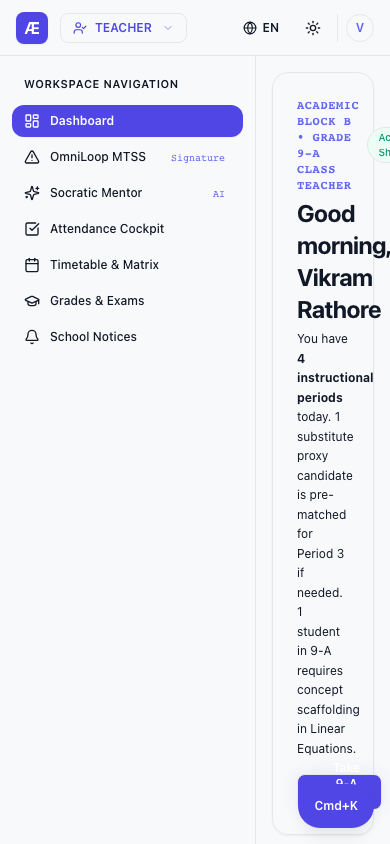 Æ TEACHER EN V
WORKSPACE NAVIGATION
Dashboard
OmniLoop MTSS Signature
Socratic Mentor AI
Attendance Cockpit
Timetable & Matrix
Grades & Exams
School Notices
ACADEMIC
BLOCK B
• GRADE
9-A
CLASS
TEACHER
Good
morning,
Vikram
Rathore
You have
4
instructional
periods
today. 1
substitute
proxy
candidate
is pre-
matched
for
Period 3
if
needed.
1
student
in 9-A
requires
concept
scaffolding
in Linear
Equations.
Take
9-A
Cmd+K